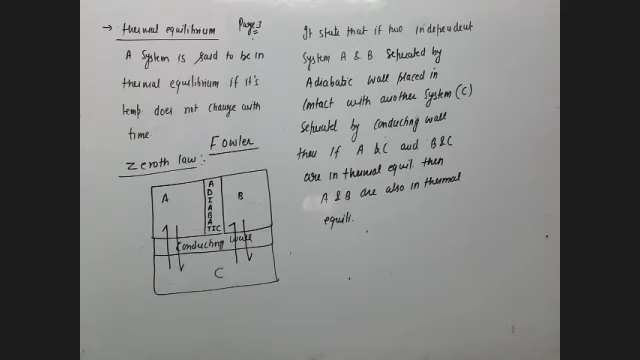 → thermal equilibrium Page 3
A System is said to be in
thermal equilibrium if it's
temp. does not change with
time.
Zeroth law:- Fowler
A
ADIABATIC
B
Conducting wall
C
It state that if two independent
System A & B Seperated by
Adiabatic wall placed in
Contact with another System (C)
Seperated by conducting wall
then if A & C and B & C
are in thermal equil. then
A & B are also in thermal
equili.